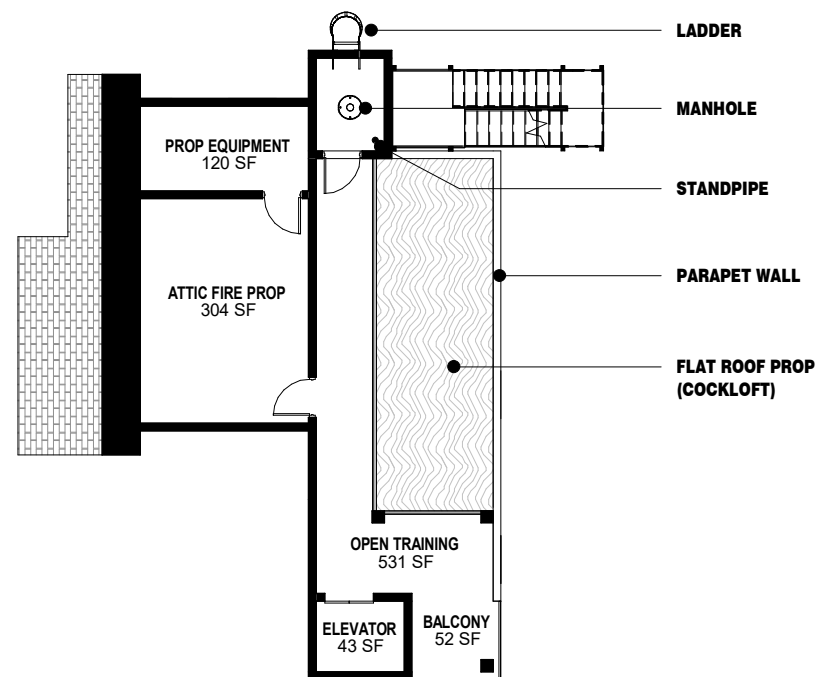 LADDER
MANHOLE
PROP EQUIPMENT
120 SF
STANDPIPE
PARAPET WALL
ATTIC FIRE PROP
304 SF
FLAT ROOF PROP
(COCKLOFT)
OPEN TRAINING
531 SF
ELEVATOR
43 SF
BALCONY
52 SF